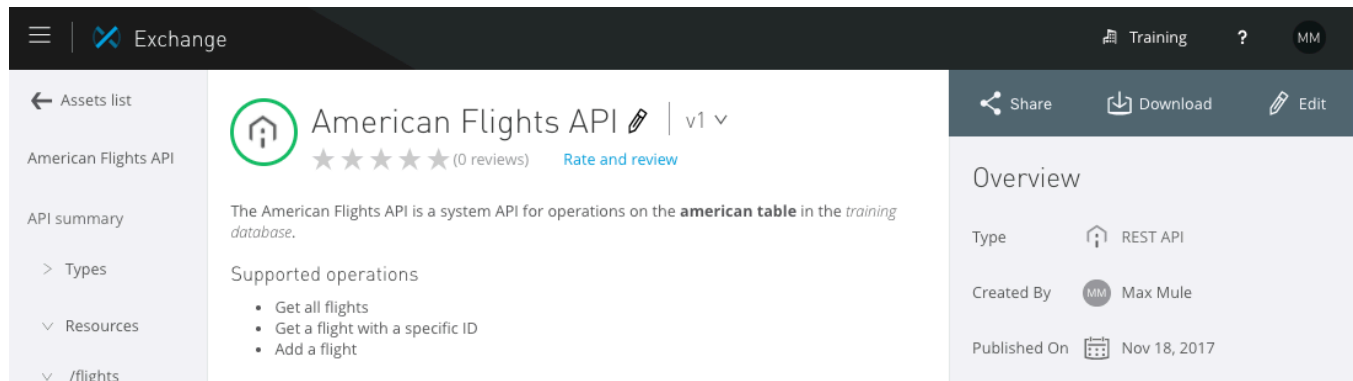 Exchange
Training
?
MM
Assets list
American Flights API
API summary
> Types
Resources
/flights
American Flights API
v1
(0 reviews)
Rate and review
The American Flights API is a system API for operations on the american table in the training
database.
Supported operations
• Get all flights
• Get a flight with a specific ID
• Add a flight
Share
Download
Edit
Overview
Type
REST API
Created By
MM
Max Mule
Published On
Nov 18, 2017